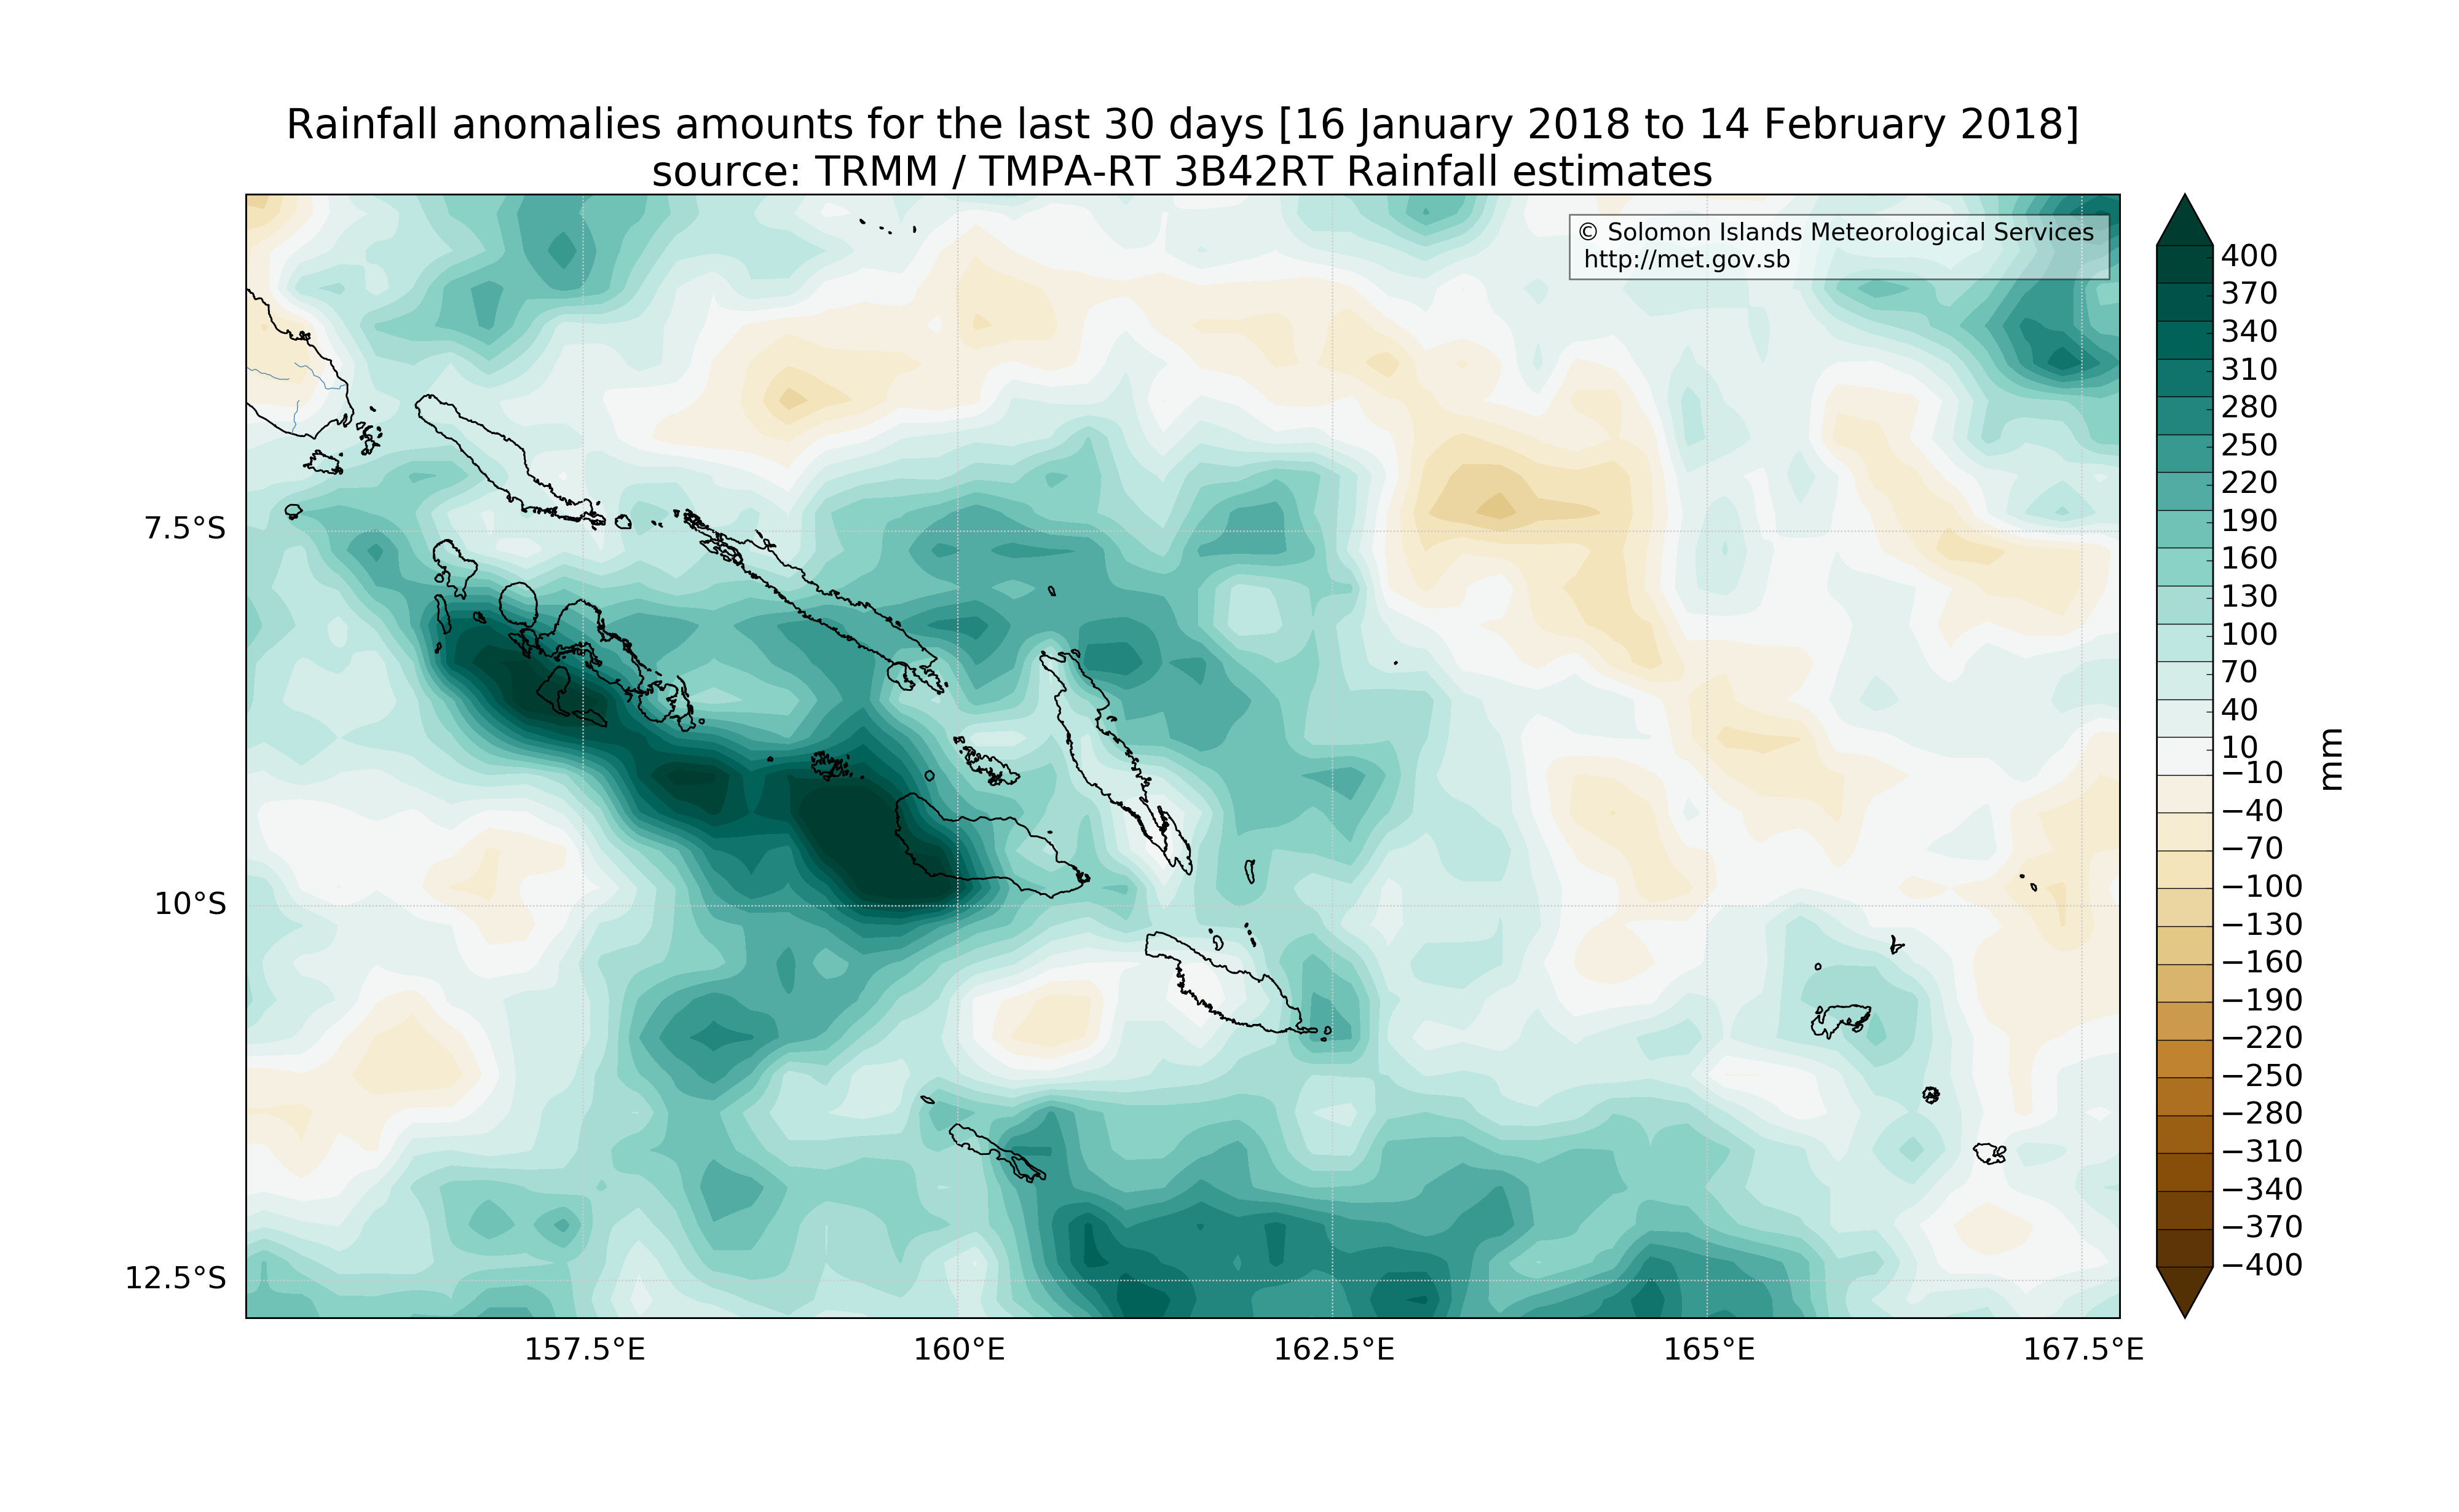 Rainfall anomalies amounts for the last 30 days [16 January 2018 to 14 February 2018]
source: TRMM / TMPA-RT 3B42RT Rainfall estimates
© Solomon Islands Meteorological Services
http://met.gov.sb
7.5°S
10°S
12.5°S
157.5°E
160°E
162.5°E
165°E
167.5°E
400
370
340
310
280
250
220
190
160
130
100
70
40
10
−10
−40
−70
−100
−130
−160
−190
−220
−250
−280
−310
−340
−370
−400
mm